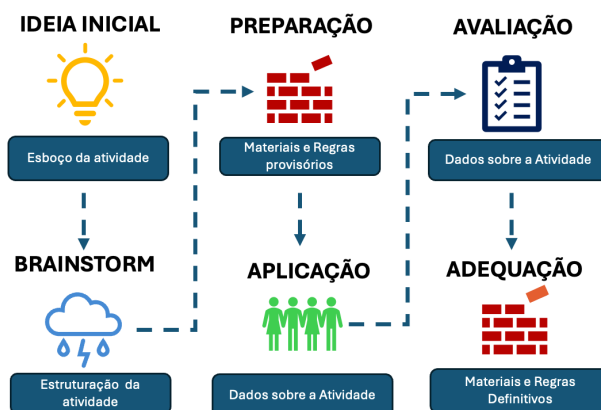 IDEIA INICIAL
Esboço da atividade
BRAINSTORM
Estruturação da
atividade
PREPARAÇÃO
Materiais e Regras
provisórios
APLICAÇÃO
Dados sobre a Atividade
AVALIAÇÃO
Dados sobre a Atividade
ADEQUAÇÃO
Materiais e Regras
Definitivos